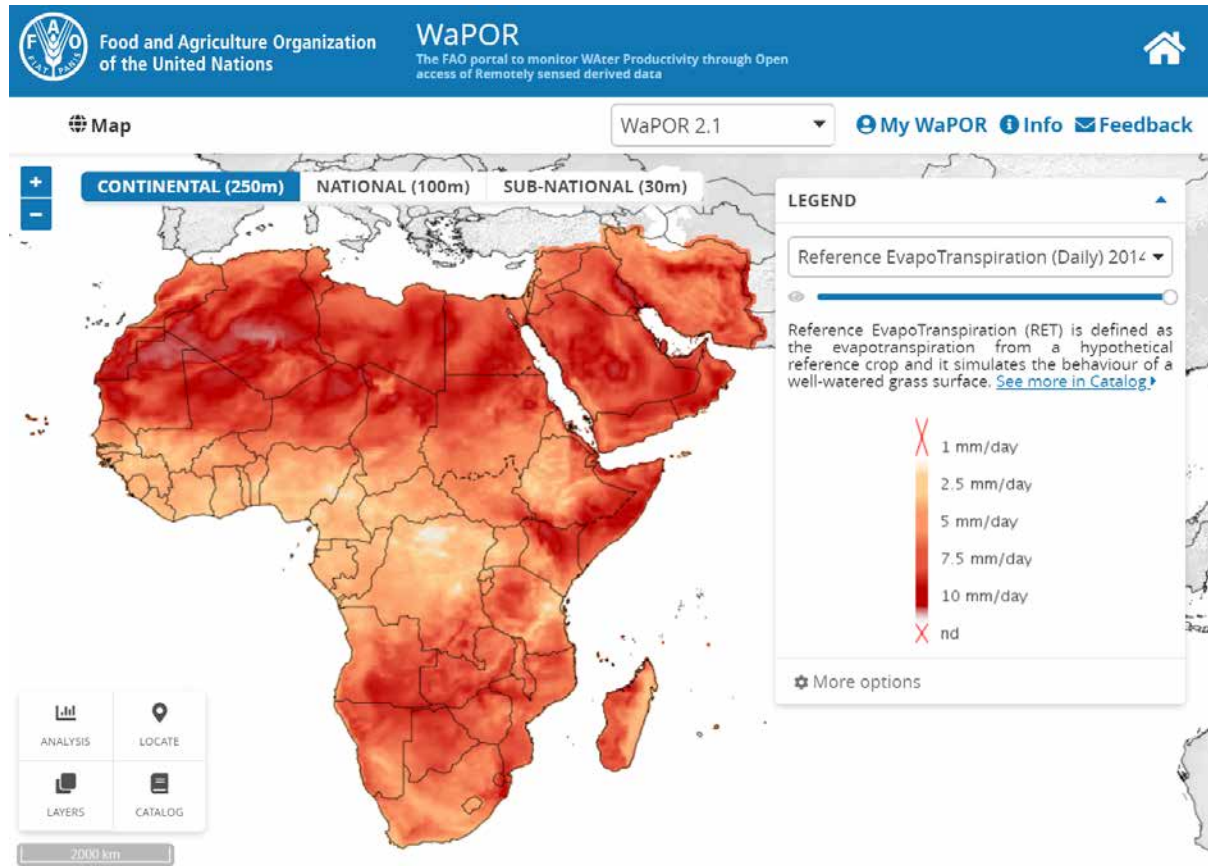 FAO
FIAT PANIS
Food and Agriculture Organization
of the United Nations
WaPOR
The FAO portal to monitor WAter Productivity through Open
access of Remotely sensed derived data
Map
WaPOR 2.1
My WaPOR
Info
Feedback
+
−
CONTINENTAL (250m)
NATIONAL (100m)
SUB-NATIONAL (30m)
LEGEND
Reference EvapoTranspiration (Daily) 2014
Reference EvapoTranspiration (RET) is defined as
the evapotranspiration from a hypothetical
reference crop and it simulates the behaviour of a
well-watered grass surface. See more in Catalog
1 mm/day
2.5 mm/day
5 mm/day
7.5 mm/day
10 mm/day
nd
More options
ANALYSIS
LOCATE
LAYERS
CATALOG
2000 km